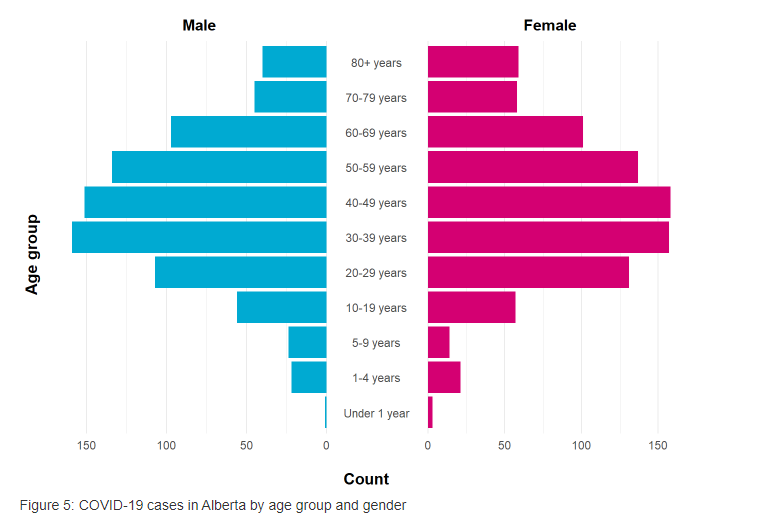 Male Female
80+ years
70-79 years
60-69 years
50-59 years
40-49 years
30-39 years
20-29 years
10-19 years
5-9 years
1-4 years
Under 1 year
Age group
150 100 50 0 0 50 100 150
Count
Figure 5: COVID-19 cases in Alberta by age group and gender